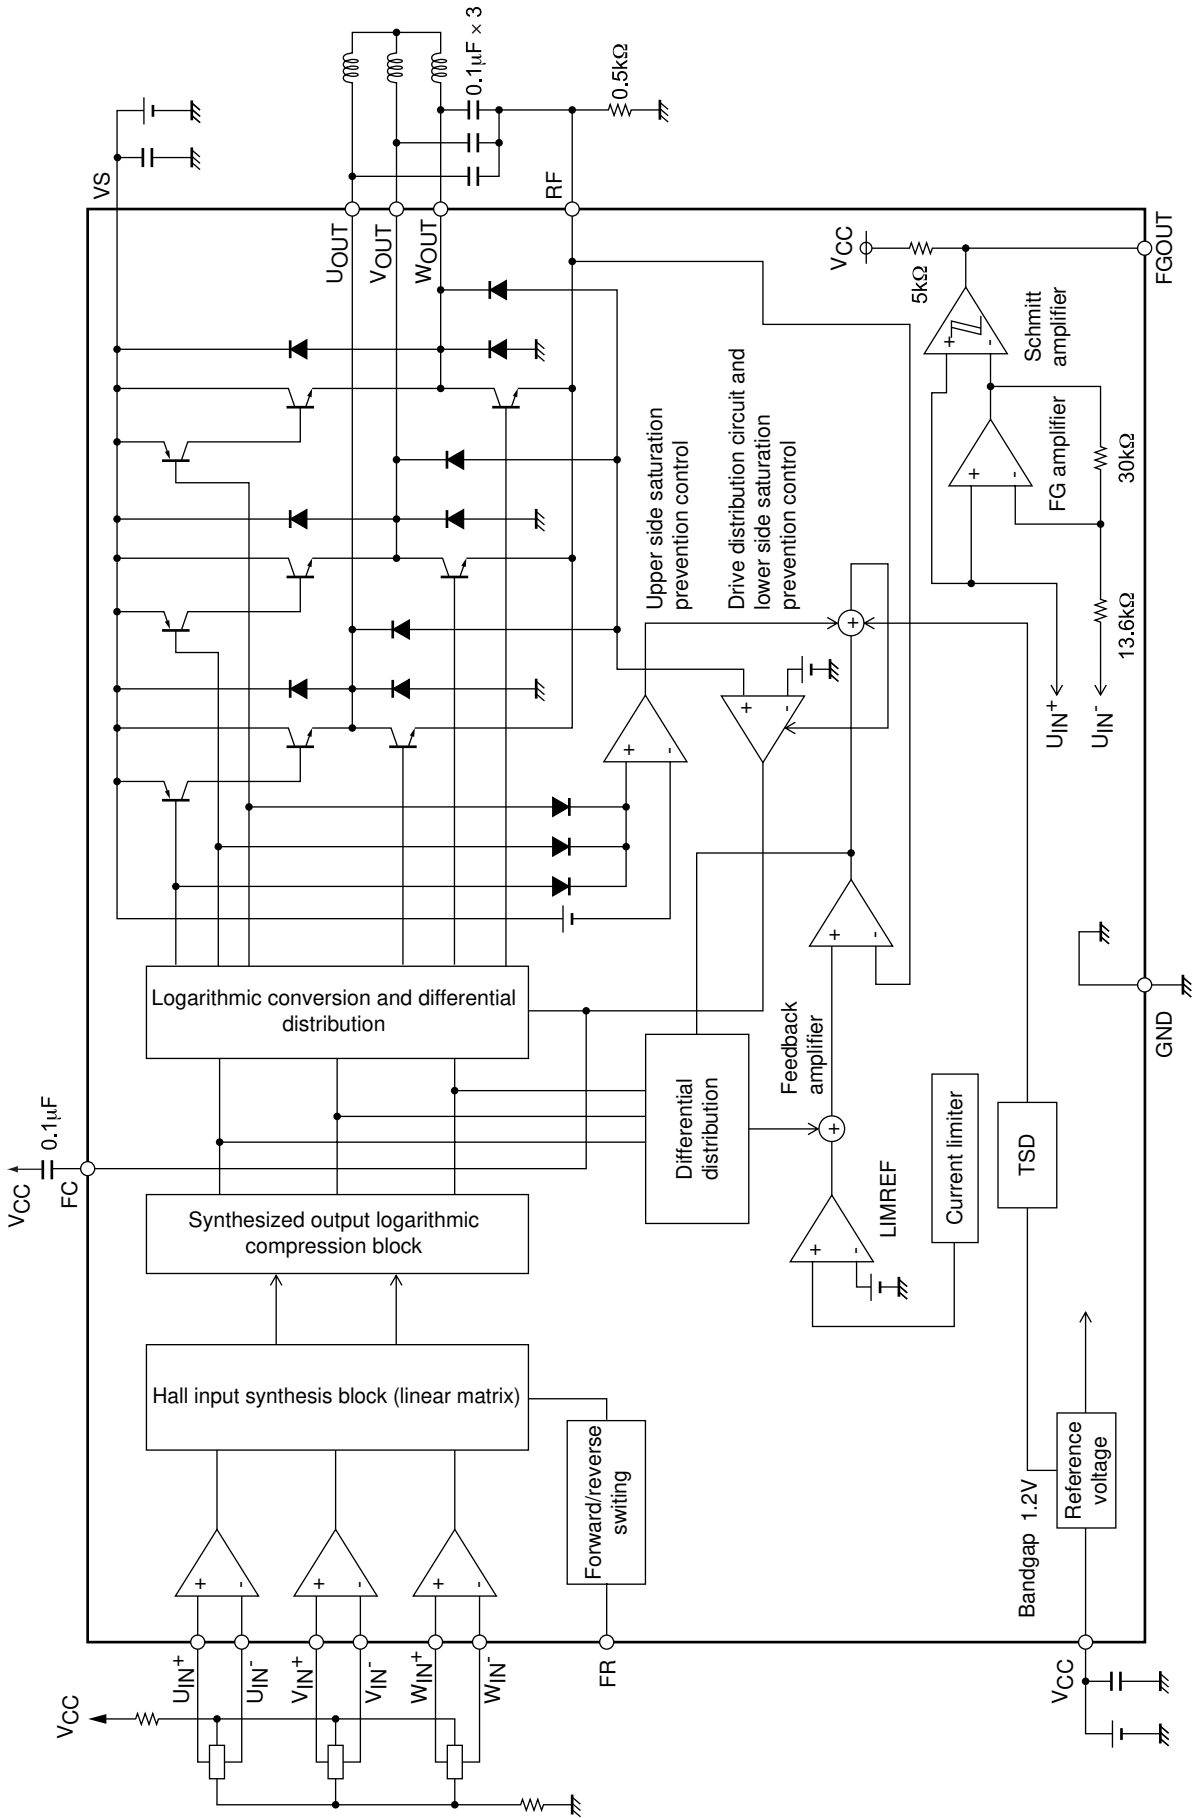 VCC
UIN+
UIN-
VIN+
VIN-
WIN+
WIN-
+
-
+
-
+
-
FR
Forward/reverse
switing
Hall input synthesis block (linear matrix)
Synthesized output logarithmic
compression block
VCC
0.1µF
FC
Logarithmic conversion and differential
distribution
VS
UOUT
VOUT
WOUT
0.1µF × 3
RF
0.5kΩ
Upper side saturation
prevention control
+
-
Drive distribution circuit and
lower side saturation
prevention control
+
-
+
Differential
distribution
Feedback
amplifier
+
-
+
+
-
LIMREF
Current limiter
TSD
Bandgap 1.2V
Reference
voltage
VCC
GND
VCC
5kΩ
+
-
Schmitt
amplifier
FGOUT
+
-
FG amplifier
30kΩ
13.6kΩ
UIN+
UIN-